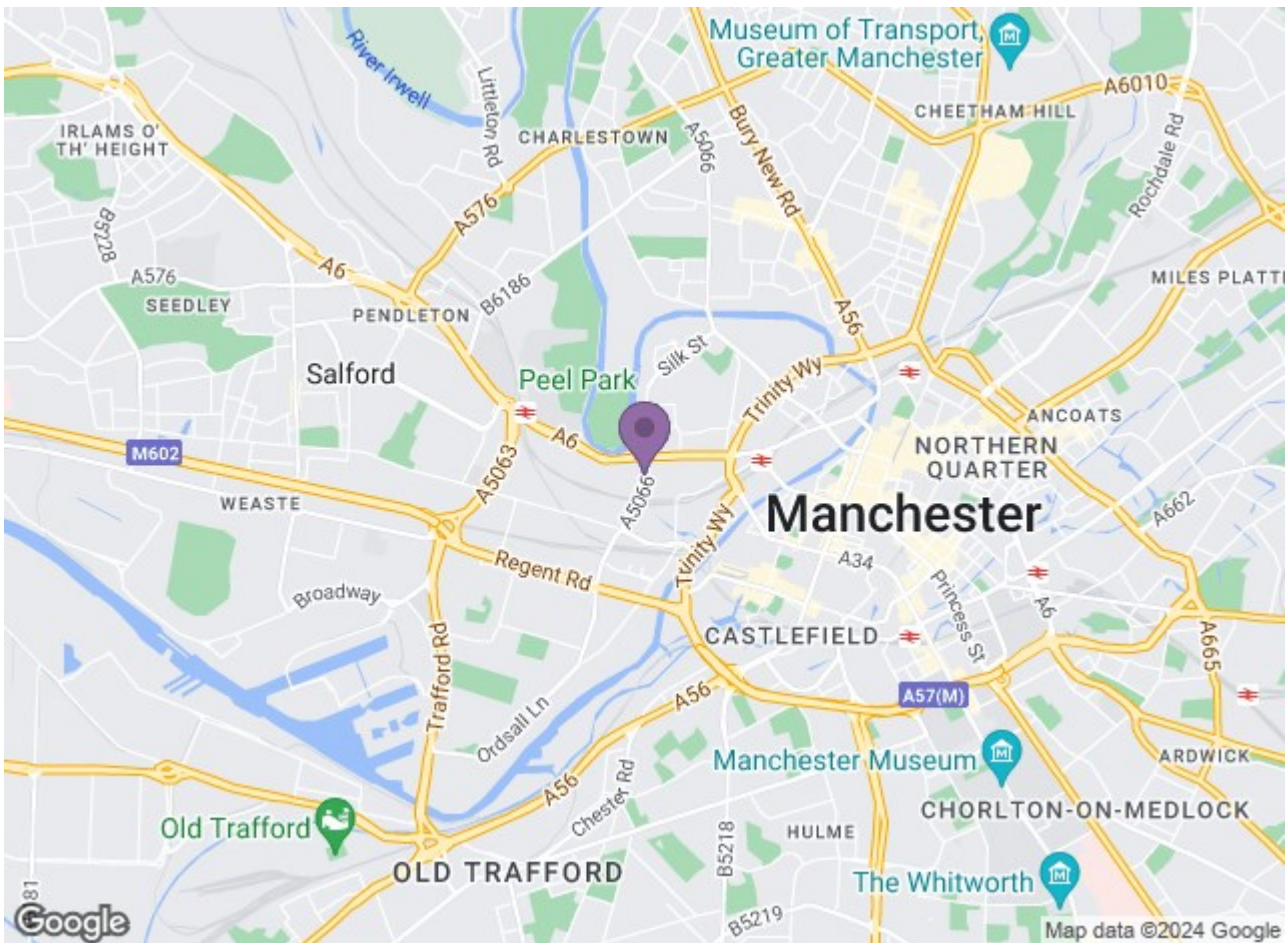 Museum of Transport,
Greater Manchester
River Irwell
Littleton Rd
A6010
CHEETHAM HILL
IRLAMS O'
TH' HEIGHT
CHARLESTOWN
A5066
Bury New Rd
Rochdale Rd
A576
B5228
A6
A576
SEEDLEY
B6186
MILES PLATTI
PENDLETON
A56
Silk St
Salford
Peel Park
Trinity Wy
ANCOATS
A6
NORTHERN
QUARTER
M602
A5063
WEASTE
A5066
Manchester
A662
Trinity Wy
A34
Regent Rd
Princess St
A6
Broadway
CASTLEFIELD
A665
Trafford Rd
A56
A57(M)
Ordsall Ln
Manchester Museum
ARDWICK
A56
Chester Rd
CHORLTON-ON-MEDLOCK
Old Trafford
B5218
HULME
OLD TRAFFORD
The Whitworth
081
B5219
Google
Map data ©2024 Google